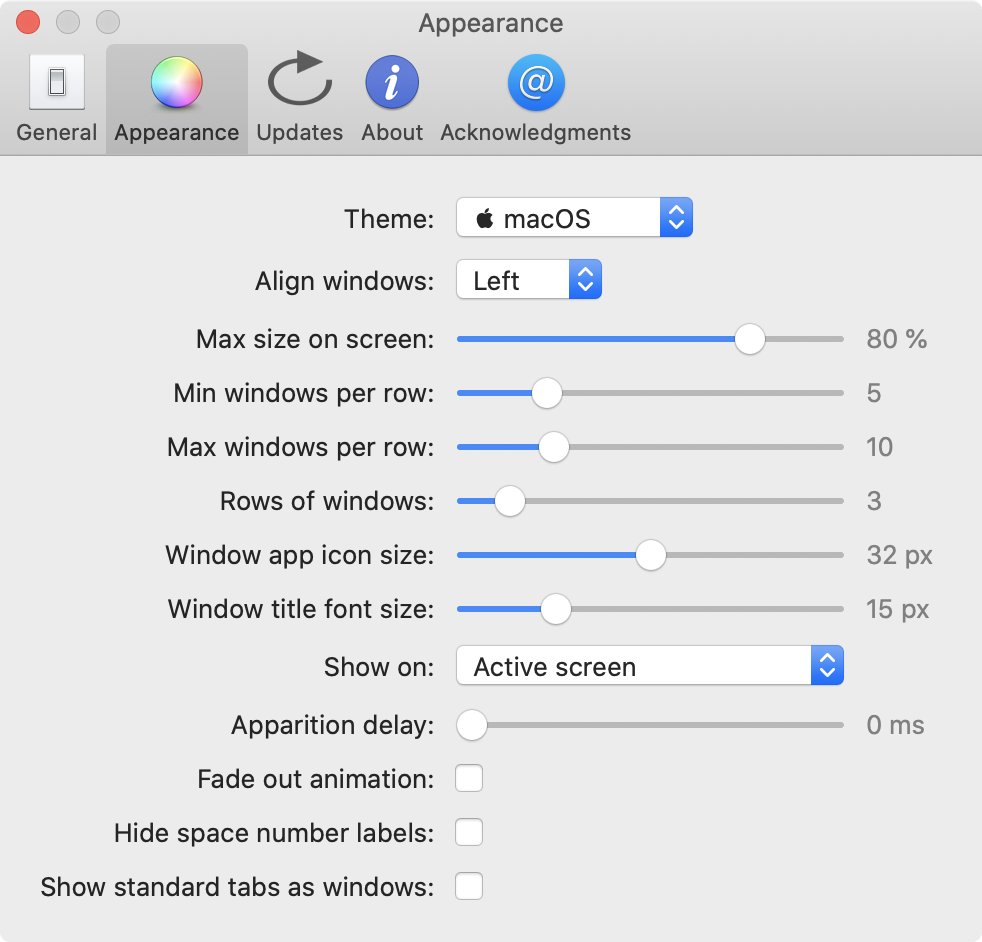 Appearance
General Appearance Updates About Acknowledgments
Theme: macOS
Align windows: Left
Max size on screen: 80 %
Min windows per row: 5
Max windows per row: 10
Rows of windows: 3
Window app icon size: 32 px
Window title font size: 15 px
Show on: Active screen
Apparition delay: 0 ms
Fade out animation:
Hide space number labels:
Show standard tabs as windows: